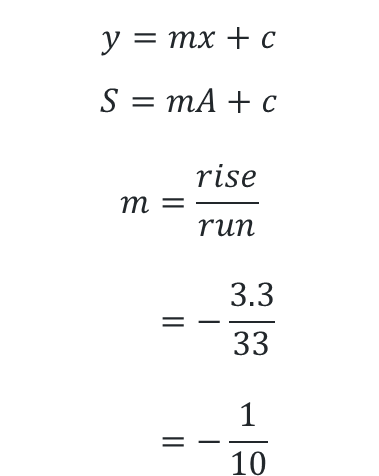 y = mx + c
S = mA + c
m = rise/run
= − 3.3/33
= − 1/10